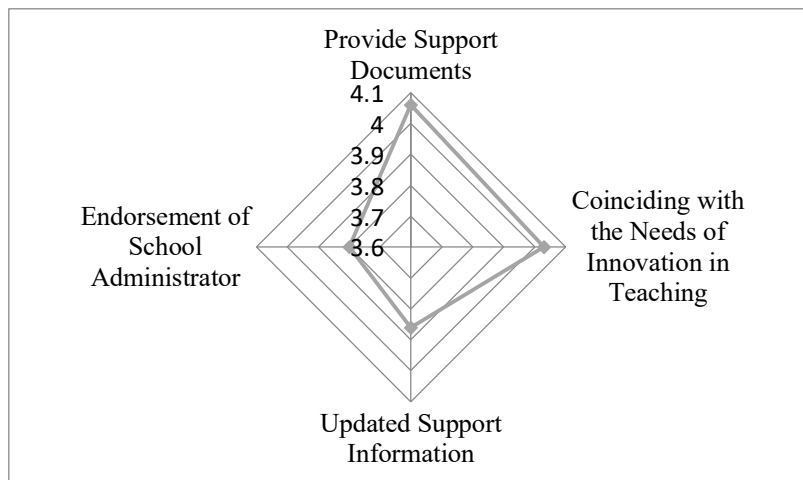 Provide Support
Documents
4.1
4
3.9
3.8
3.7
3.6
Endorsement of
School
Administrator
Coinciding with
the Needs of
Innovation in
Teaching
Updated Support
Information